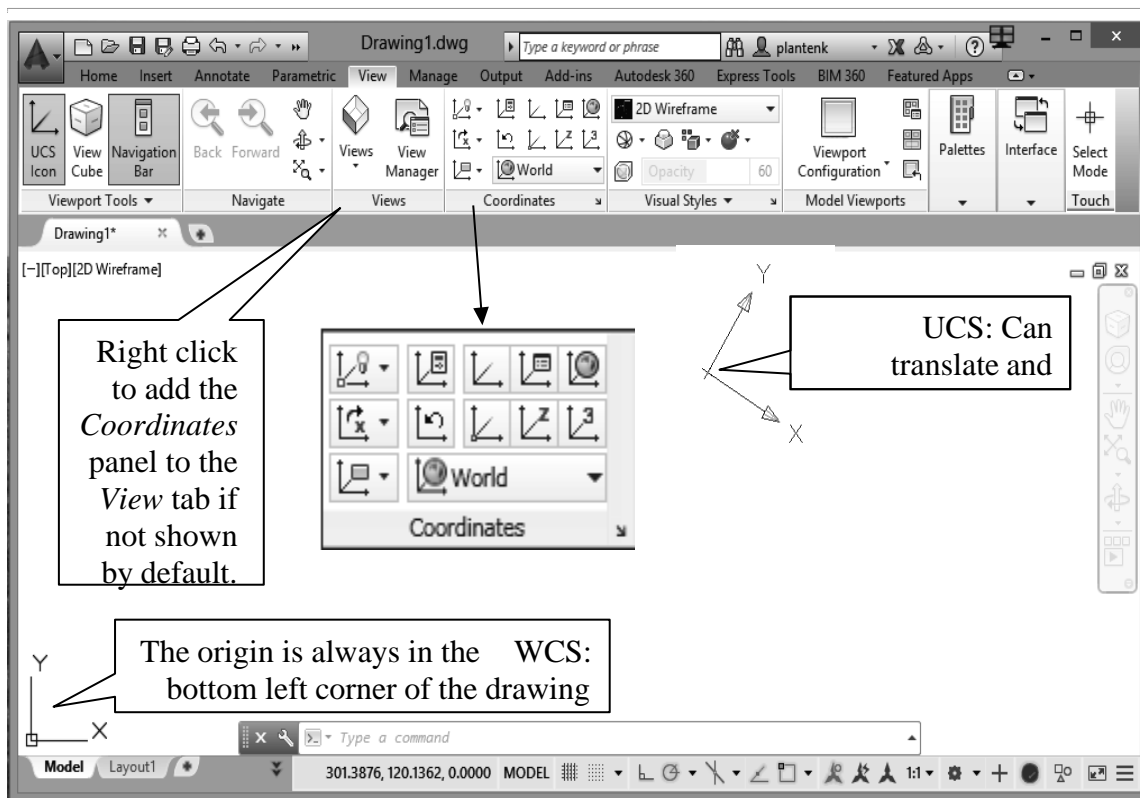 Drawing1.dwg Type a keyword or phrase plantenk
Home Insert Annotate Parametric View Manage Output Add-ins Autodesk 360 Express Tools BIM 360 Featured Apps
UCS Icon View Cube Navigation Bar Back Forward Views View Manager World 2D Wireframe Opacity 60 Viewport Configuration Palettes Interface Select Mode
Viewport Tools Navigate Views Coordinates Visual Styles Model Viewports Touch
Drawing1*
[−][Top][2D Wireframe]
Y
X
UCS: Can
translate and
Right click
to add the
Coordinates
panel to the
View tab if
not shown
by default.
World
Coordinates
The origin is always in the WCS:
bottom left corner of the drawing
Y
X
Type a command
Model Layout1 301.3876, 120.1362, 0.0000 MODEL 1:1